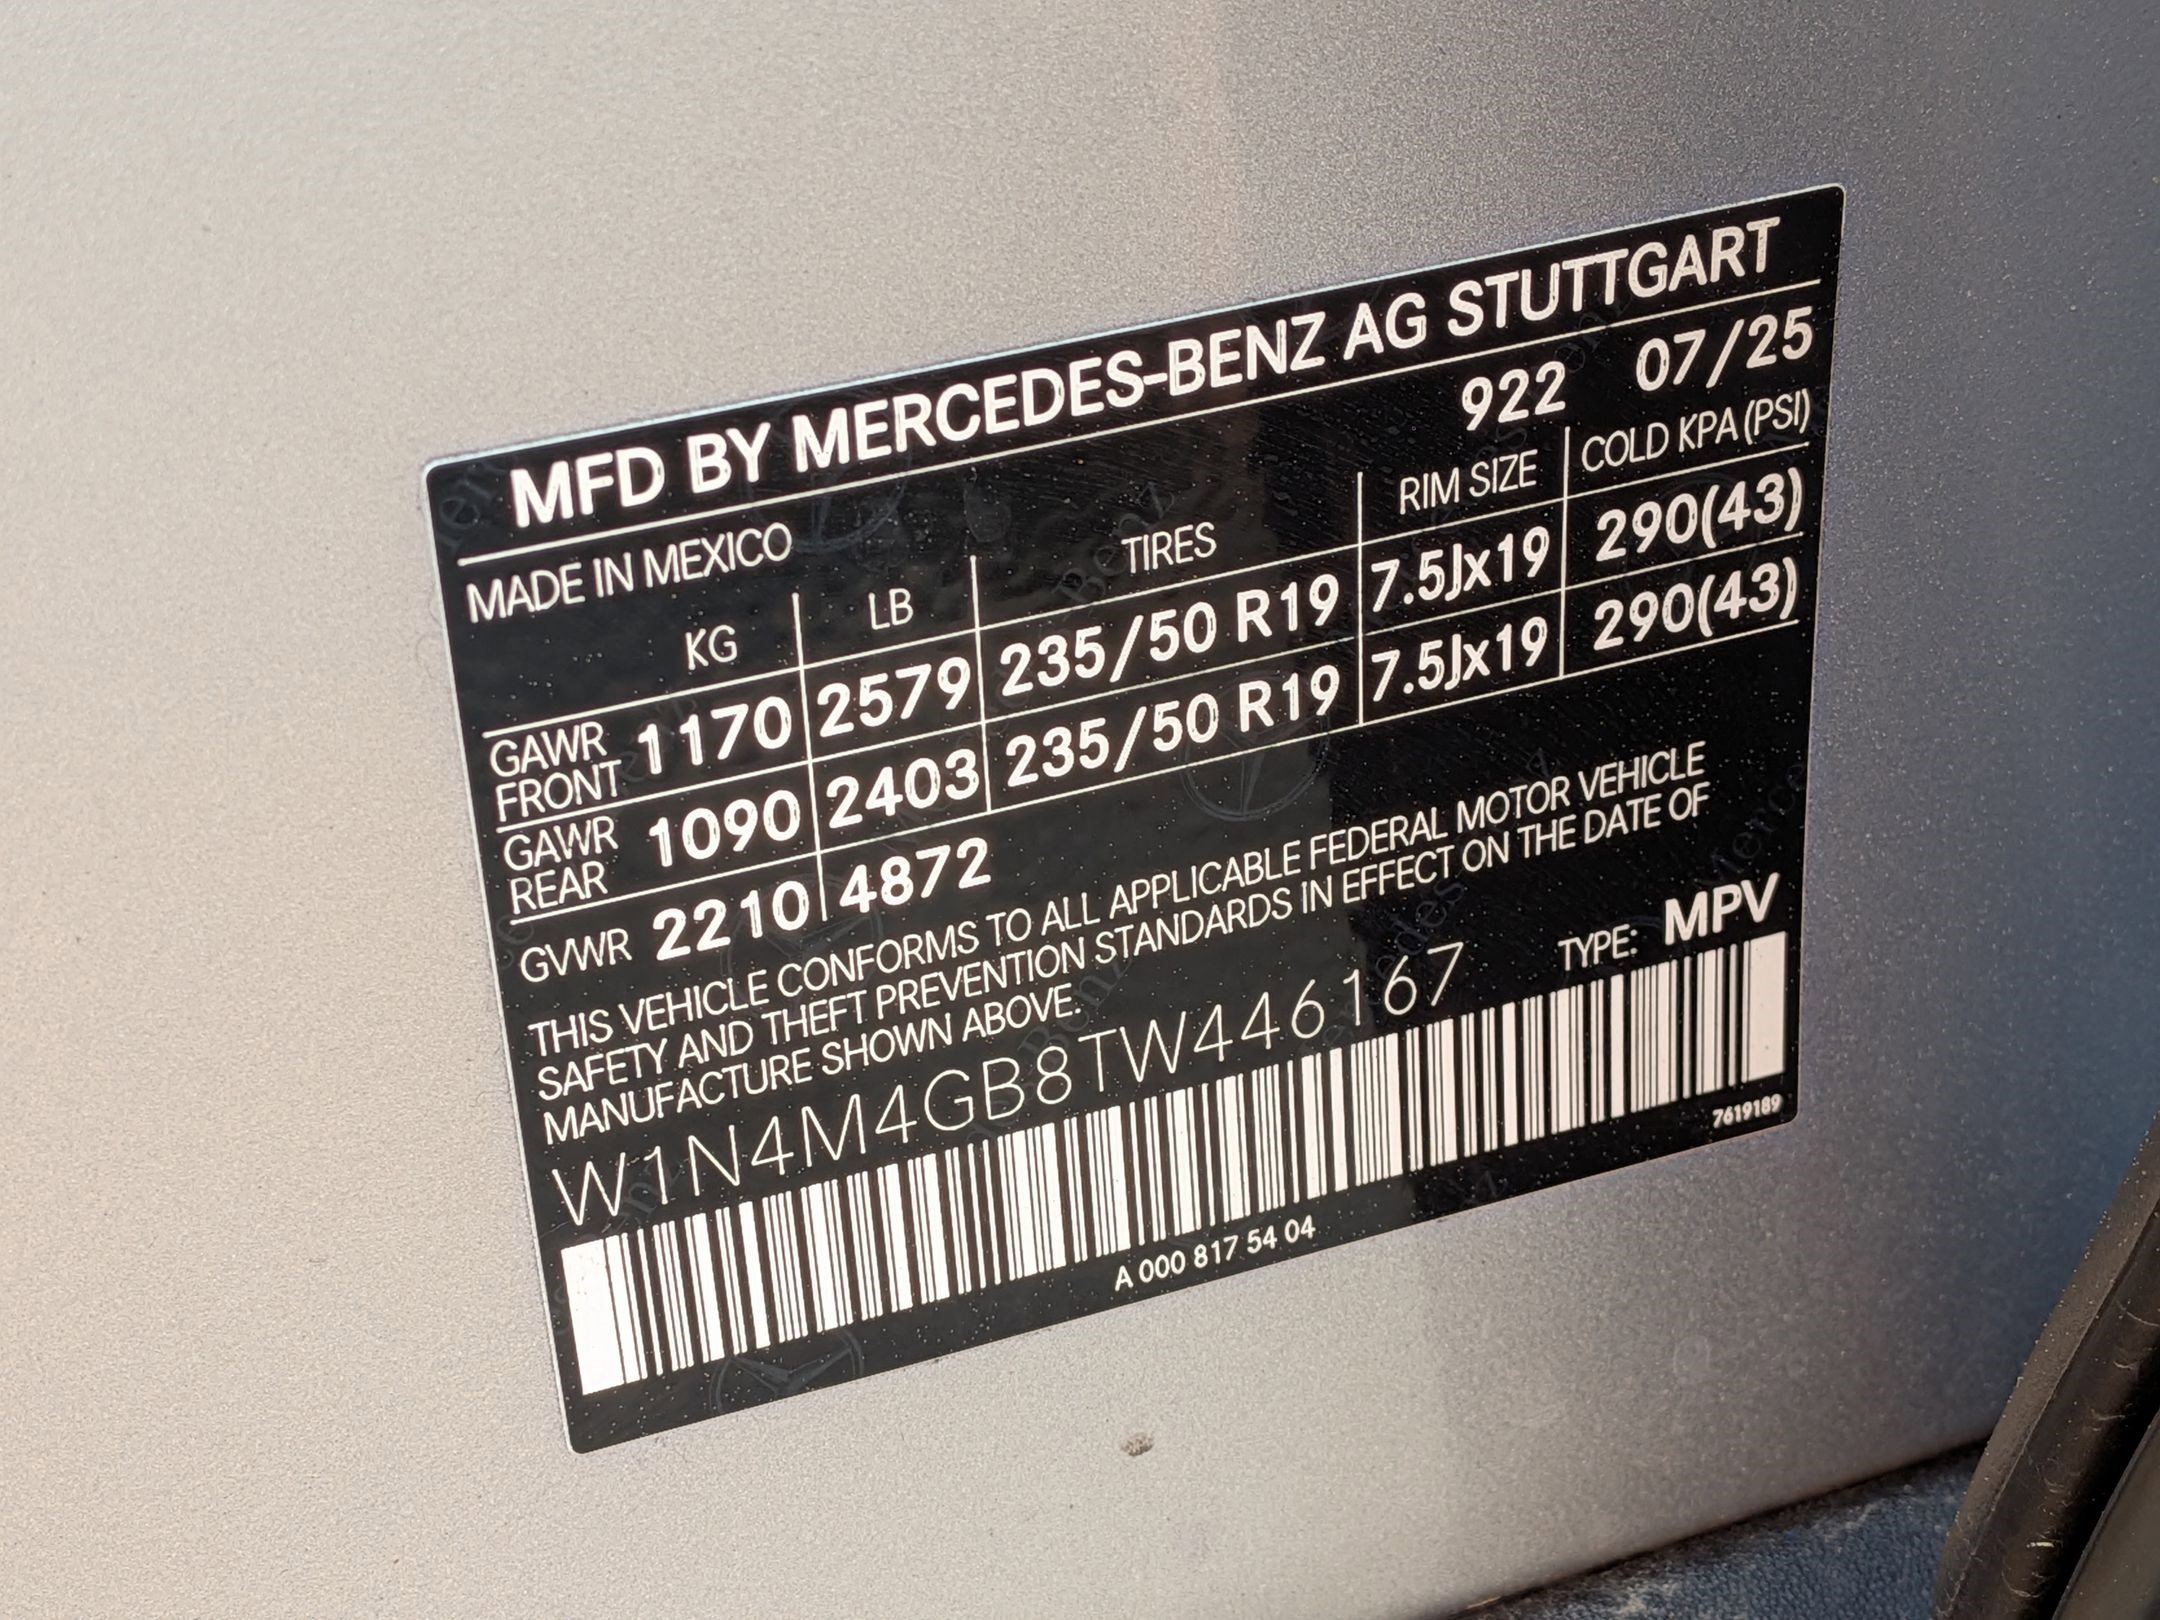 MFD BY MERCEDES-BENZ AG STUTTGART
MADE IN MEXICO 922 07/25
KG LB TIRES RIM SIZE COLD KPA (PSI)
GAWR FRONT 1170 2579 235/50 R19 7.5Jx19 290(43)
GAWR REAR 1090 2403 235/50 R19 7.5Jx19 290(43)
GVWR 2210 4872
THIS VEHICLE CONFORMS TO ALL APPLICABLE FEDERAL MOTOR VEHICLE
SAFETY AND THEFT PREVENTION STANDARDS IN EFFECT ON THE DATE OF
MANUFACTURE SHOWN ABOVE.
W1N4M4GB8TW446167 TYPE: MPV
7619189
A 000 817 54 04